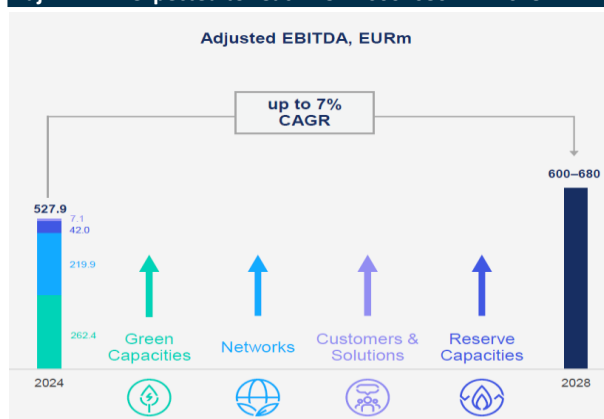 Adjusted EBITDA, EURm
up to 7%
CAGR
600–680
527.9
7.1
42.0
219.9
262.4
Green
Capacities
Networks
Customers &
Solutions
Reserve
Capacities
2024
2028